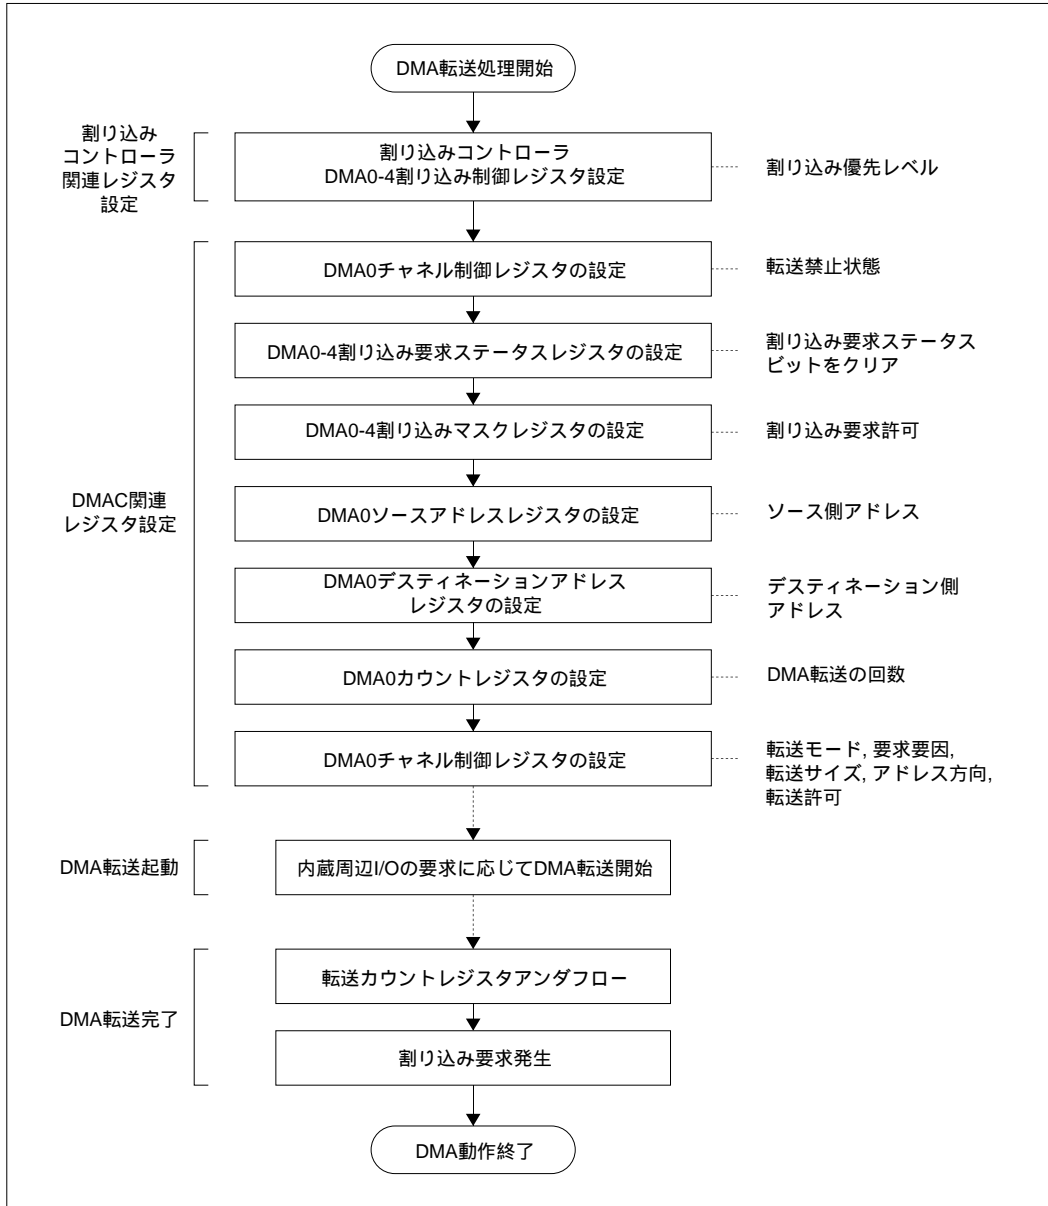 DMA転送処理開始
割り込み
コントローラ
関連レジスタ
設定
割り込みコントローラ
DMA0-4割り込み制御レジスタ設定
割り込み優先レベル
DMAC関連
レジスタ設定
DMA0チャネル制御レジスタの設定
転送禁止状態
DMA0-4割り込み要求ステータスレジスタの設定
割り込み要求ステータス
ビットをクリア
DMA0-4割り込みマスクレジスタの設定
割り込み要求許可
DMA0ソースアドレスレジスタの設定
ソース側アドレス
DMA0デスティネーションアドレス
レジスタの設定
デスティネーション側
アドレス
DMA0カウントレジスタの設定
DMA転送の回数
DMA0チャネル制御レジスタの設定
転送モード, 要求要因,
転送サイズ, アドレス方向,
転送許可
DMA転送起動
内蔵周辺I/Oの要求に応じてDMA転送開始
DMA転送完了
転送カウントレジスタアンダフロー
割り込み要求発生
DMA動作終了